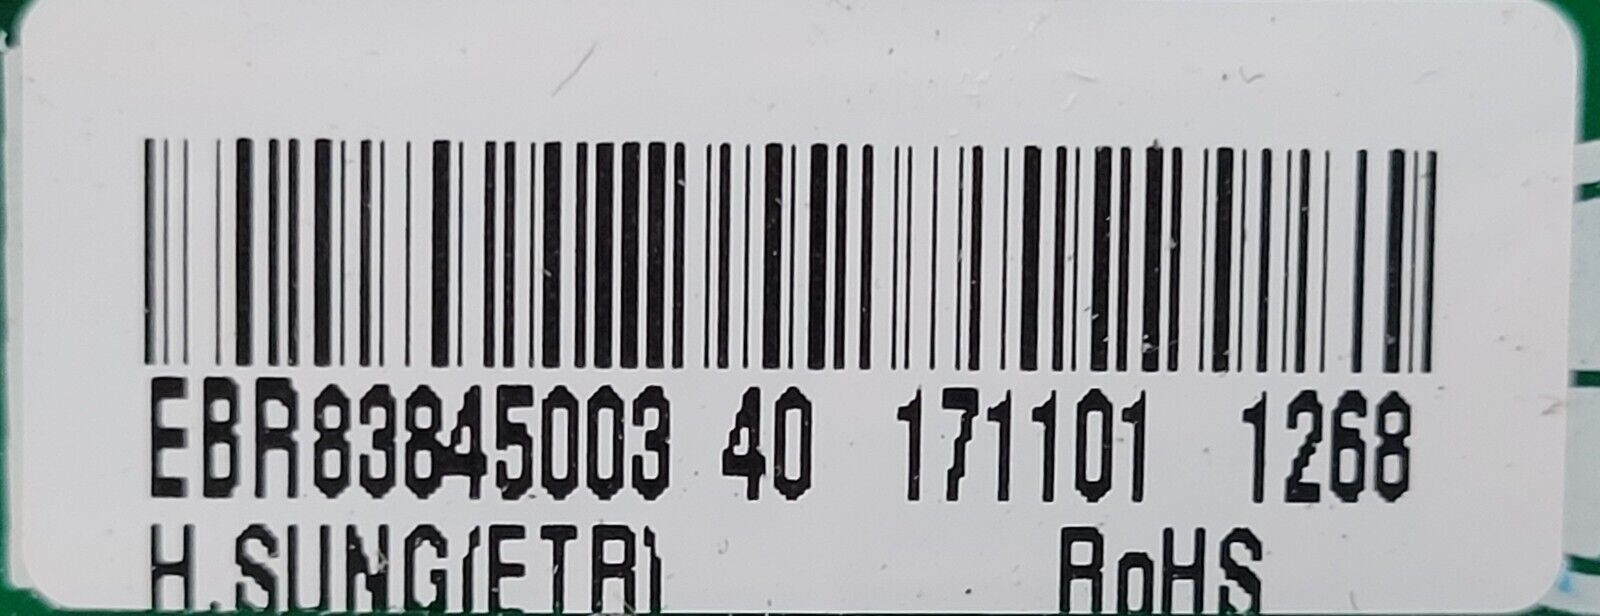 EBR83845003 40 171101 1268
H.SUNG(ETR) RoHS